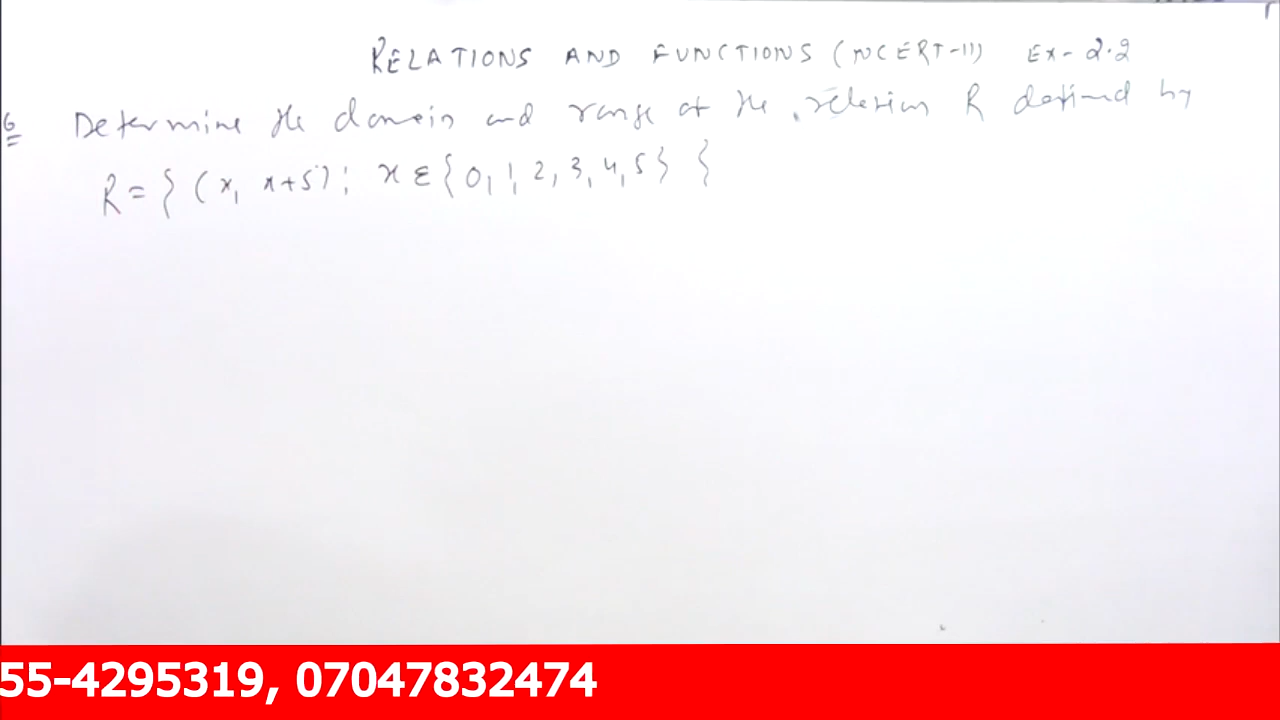 RELATIONS AND FUNCTIONS (NCERT-11) Ex- 2.2
6 Determine the domain and range of the relation R defined by
R = { (x, x+5) : x ∈ { 0, 1, 2, 3, 4, 5 } }
55-4295319, 07047832474